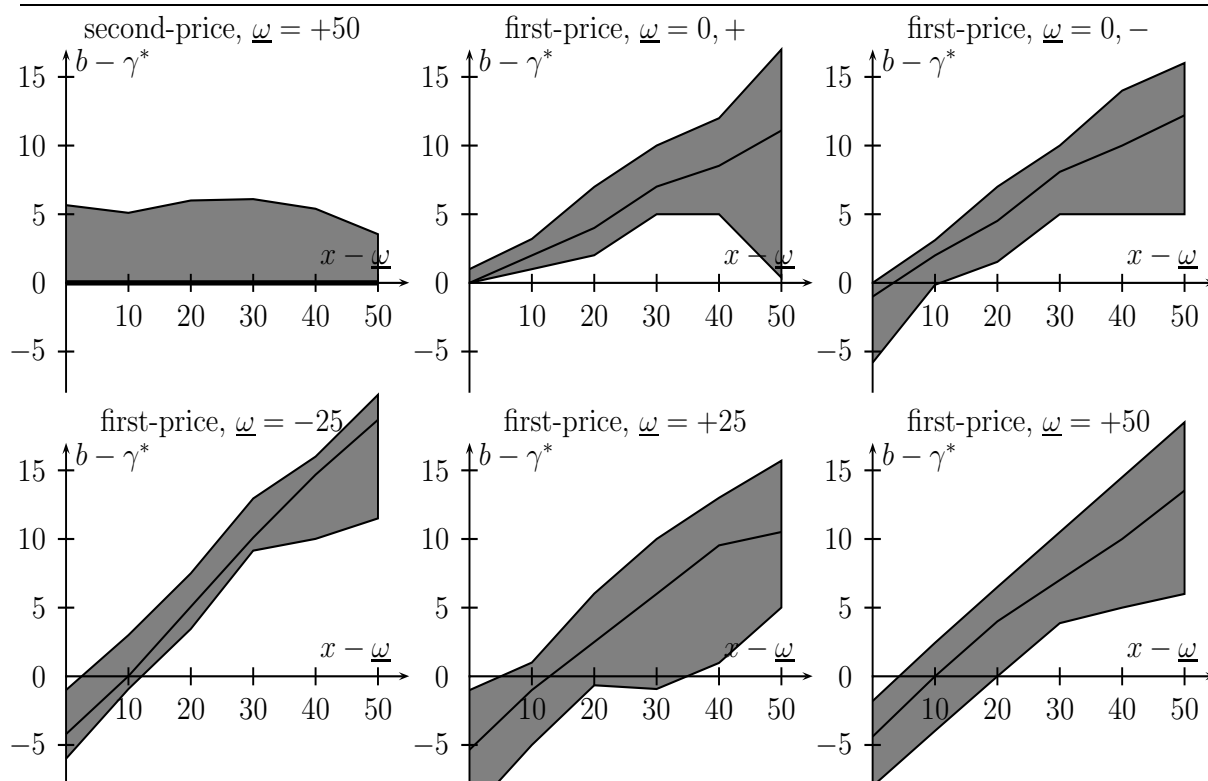 second-price, ω = +50
b − γ*
15
10
5
0
−5
x − ω
10 20 30 40 50
first-price, ω = 0, +
b − γ*
15
10
5
0
−5
x − ω
10 20 30 40 50
first-price, ω = 0, −
b − γ*
15
10
5
0
−5
x − ω
10 20 30 40 50
first-price, ω = −25
b − γ*
15
10
5
0
−5
x − ω
10 20 30 40 50
first-price, ω = +25
b − γ*
15
10
5
0
−5
x − ω
10 20 30 40 50
first-price, ω = +50
b − γ*
15
10
5
0
−5
x − ω
10 20 30 40 50